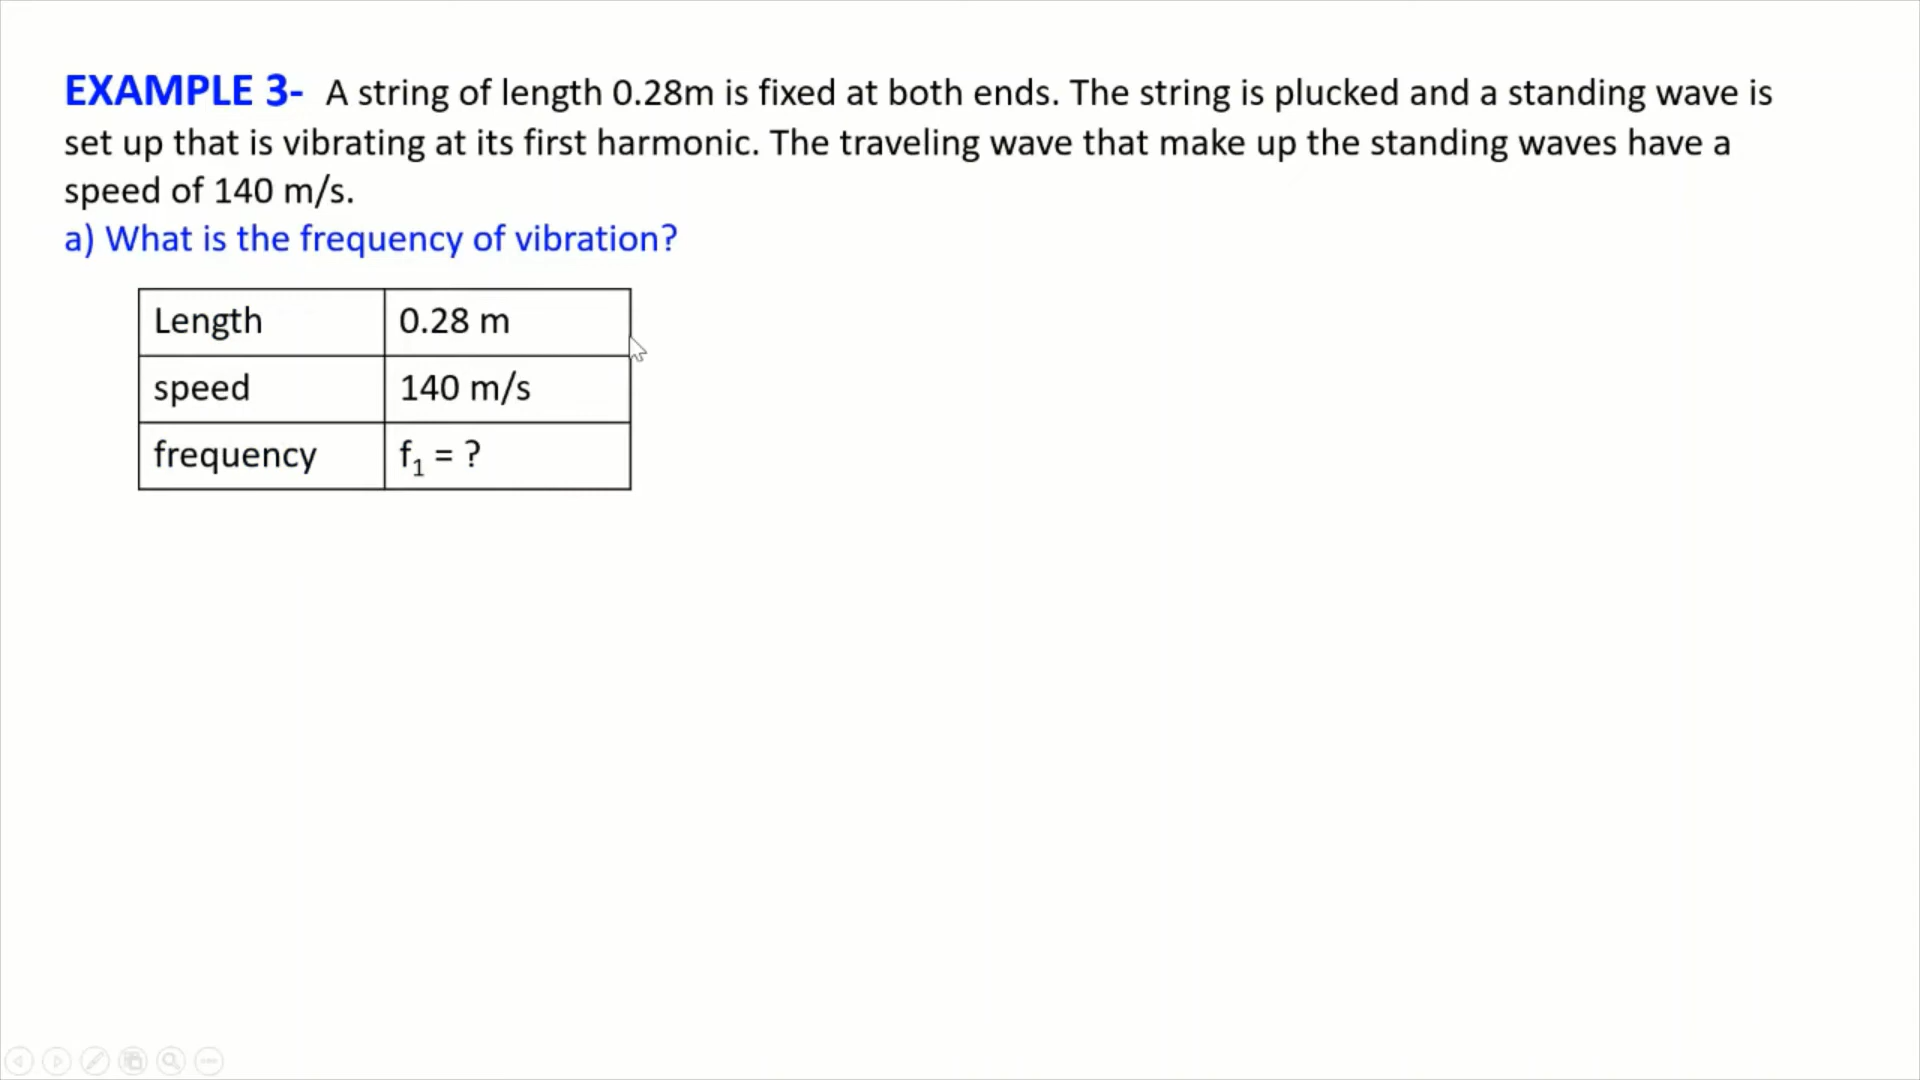 EXAMPLE 3- A string of length 0.28m is fixed at both ends. The string is plucked and a standing wave is
set up that is vibrating at its first harmonic. The traveling wave that make up the standing waves have a
speed of 140 m/s.
a) What is the frequency of vibration?
Length 0.28 m
speed 140 m/s
frequency f₁ = ?